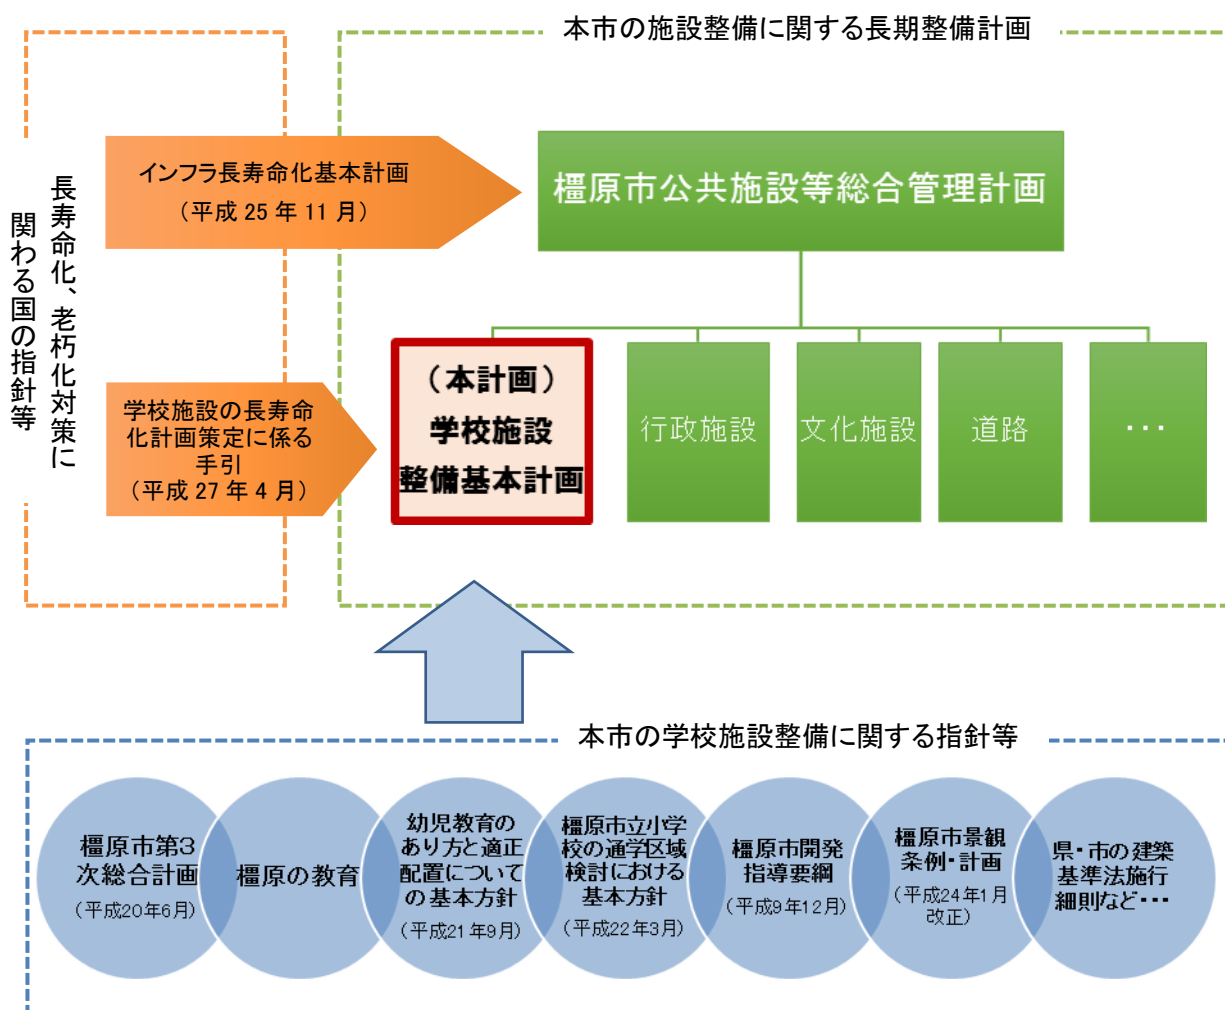 本市の施設整備に関する長期整備計画
長寿命化、老朽化対策に
関わる国の指針等
インフラ長寿命化基本計画
（平成 25 年 11 月）
橿原市公共施設等総合管理計画
学校施設の長寿命
化計画策定に係る
手引
（平成 27 年 4 月）
（本計画）
学校施設
整備基本計画
行政施設
文化施設
道路
・・・
本市の学校施設整備に関する指針等
橿原市第3
次総合計画
（平成20年6月）
橿原の教育
幼児教育の
あり方と適正
配置について
の基本方針
（平成21年9月）
橿原市立小学
校の通学区域
検討における
基本方針
（平成22年3月）
橿原市開発
指導要綱
（平成9年12月）
橿原市景観
条例・計画
（平成24年1月
改正）
県・市の建築
基準法施行
細則など・・・